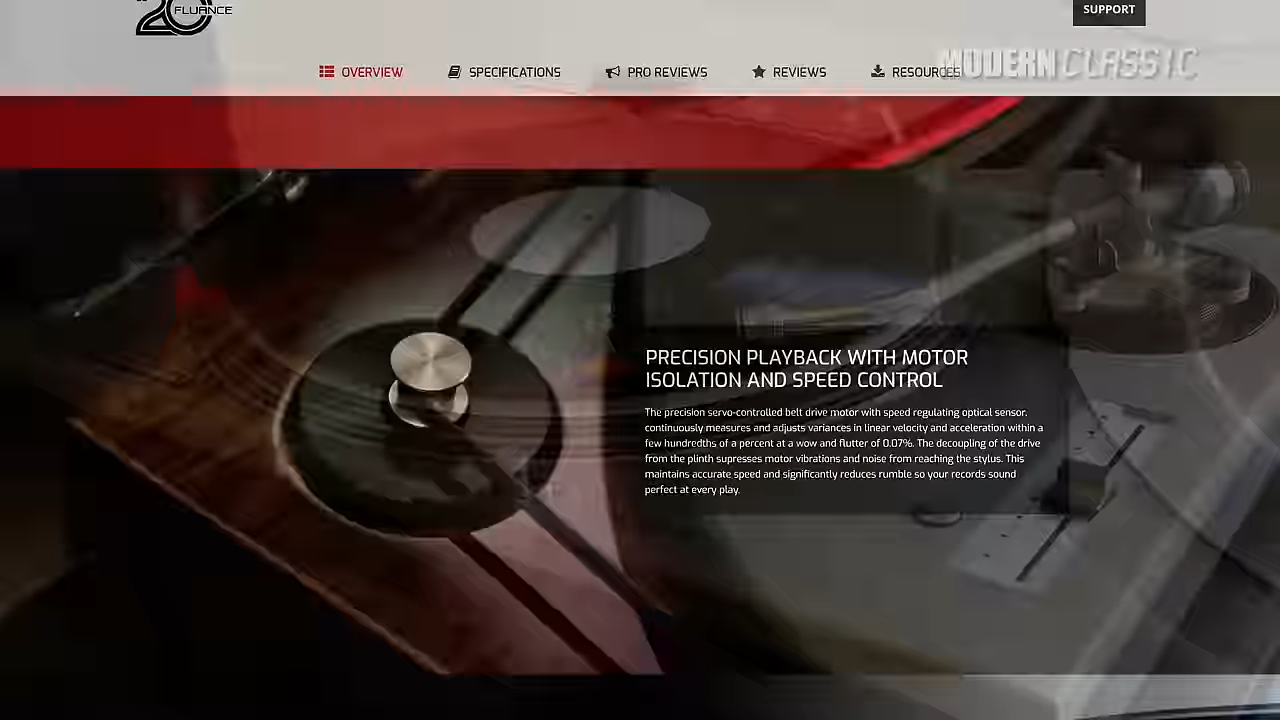 20
FLUANCE
SUPPORT
OVERVIEW
SPECIFICATIONS
PRO REVIEWS
REVIEWS
RESOURCES
MODERN CLASSIC
PRECISION PLAYBACK WITH MOTOR
ISOLATION AND SPEED CONTROL
The precision servo-controlled belt drive motor with speed regulating optical sensor,
continuously measures and adjusts variances in linear velocity and acceleration within a
few hundredths of a percent at a wow and flutter of 0.07%. The decoupling of the drive
from the plinth supresses motor vibrations and noise from reaching the stylus. This
maintains accurate speed and significantly reduces rumble so your records sound
perfect at every play.